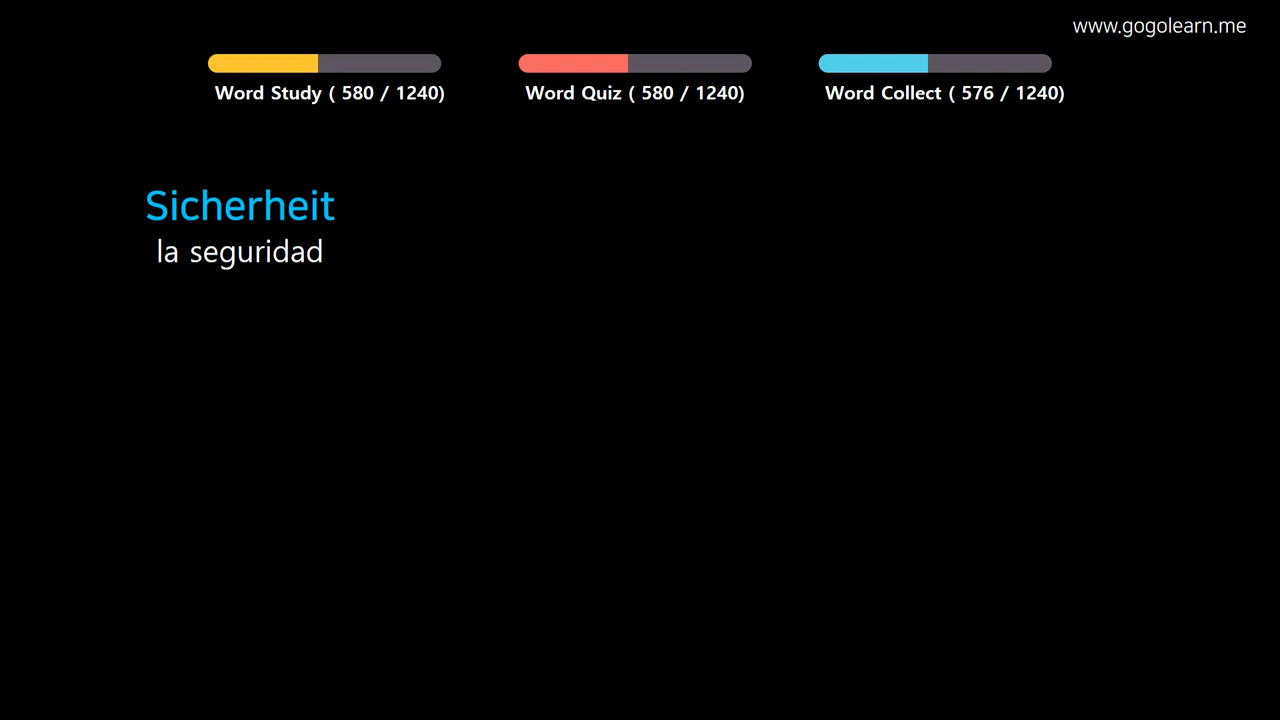 www.gogolearn.me
Word Study ( 580 / 1240)
Word Quiz ( 580 / 1240)
Word Collect ( 576 / 1240)
Sicherheit
la seguridad